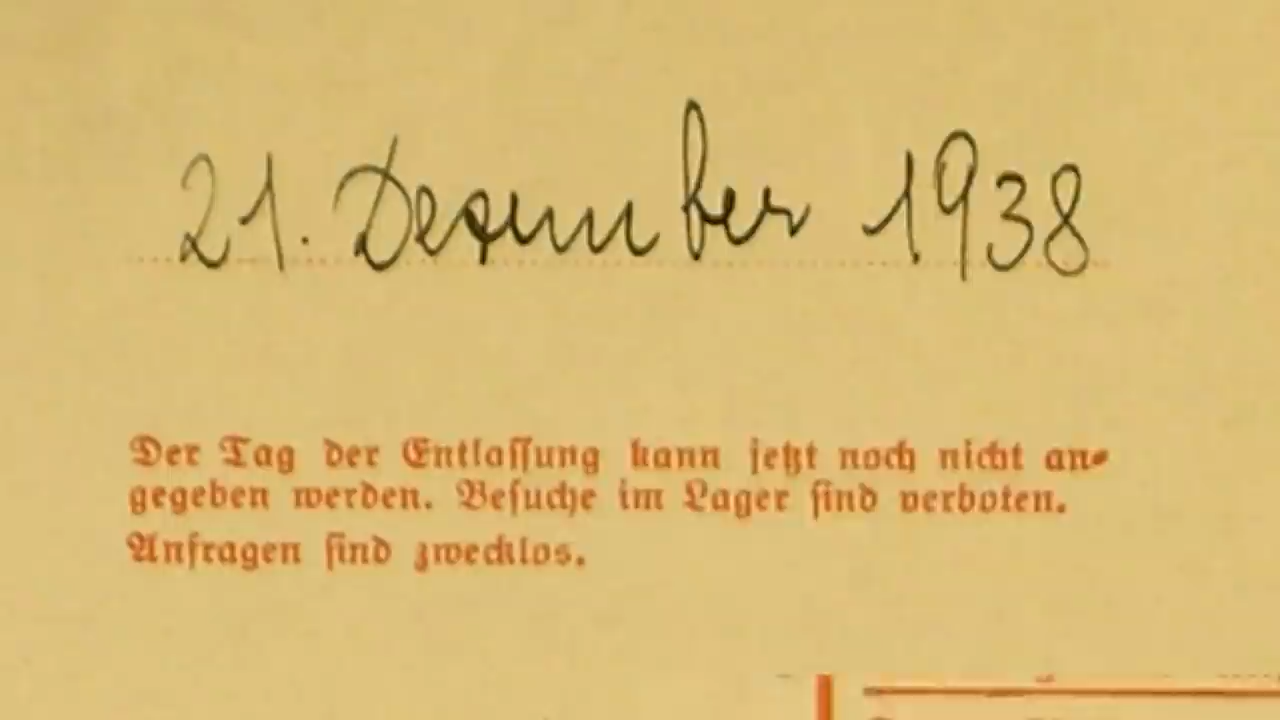 21. Dezember 1938
Der Tag der Entlassung kann jetzt noch nicht an-
gegeben werden. Besuche im Lager sind verboten.
Anfragen sind zwecklos.